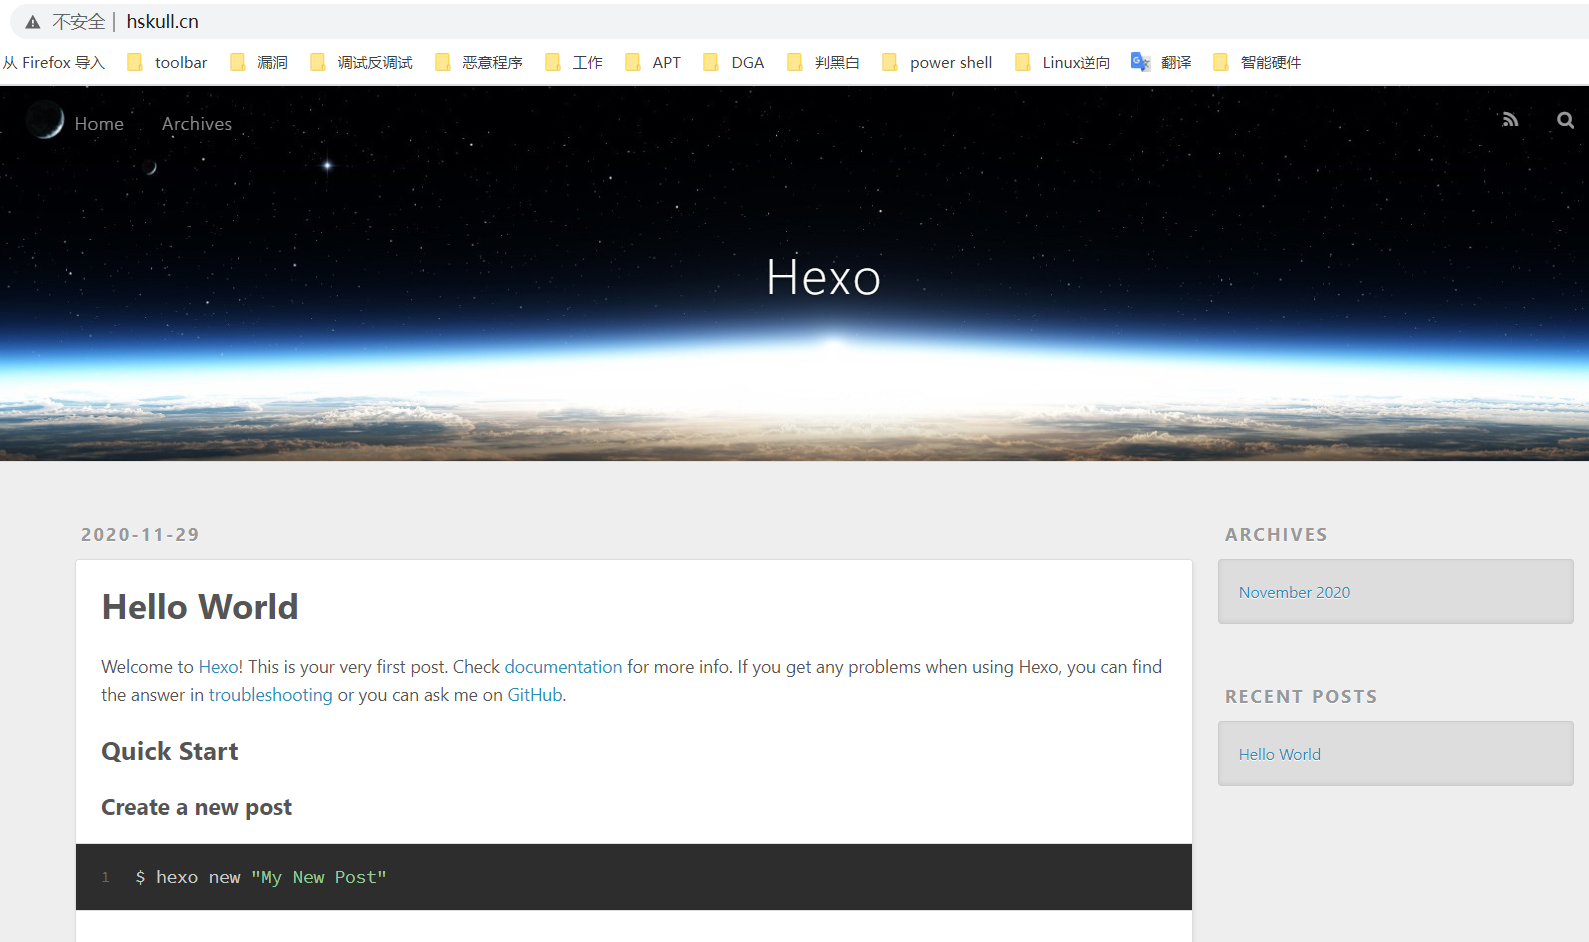 不安全 hskull.cn
从 Firefox 导入 toolbar 漏洞 调试反调试 恶意程序 工作 APT DGA 判黑白 power shell Linux逆向 翻译 智能硬件
Home Archives
Hexo
2020-11-29
Hello World
Welcome to Hexo! This is your very first post. Check documentation for more info. If you get any problems when using Hexo, you can find
the answer in troubleshooting or you can ask me on GitHub.
Quick Start
Create a new post
1 $ hexo new "My New Post"
ARCHIVES
November 2020
RECENT POSTS
Hello World